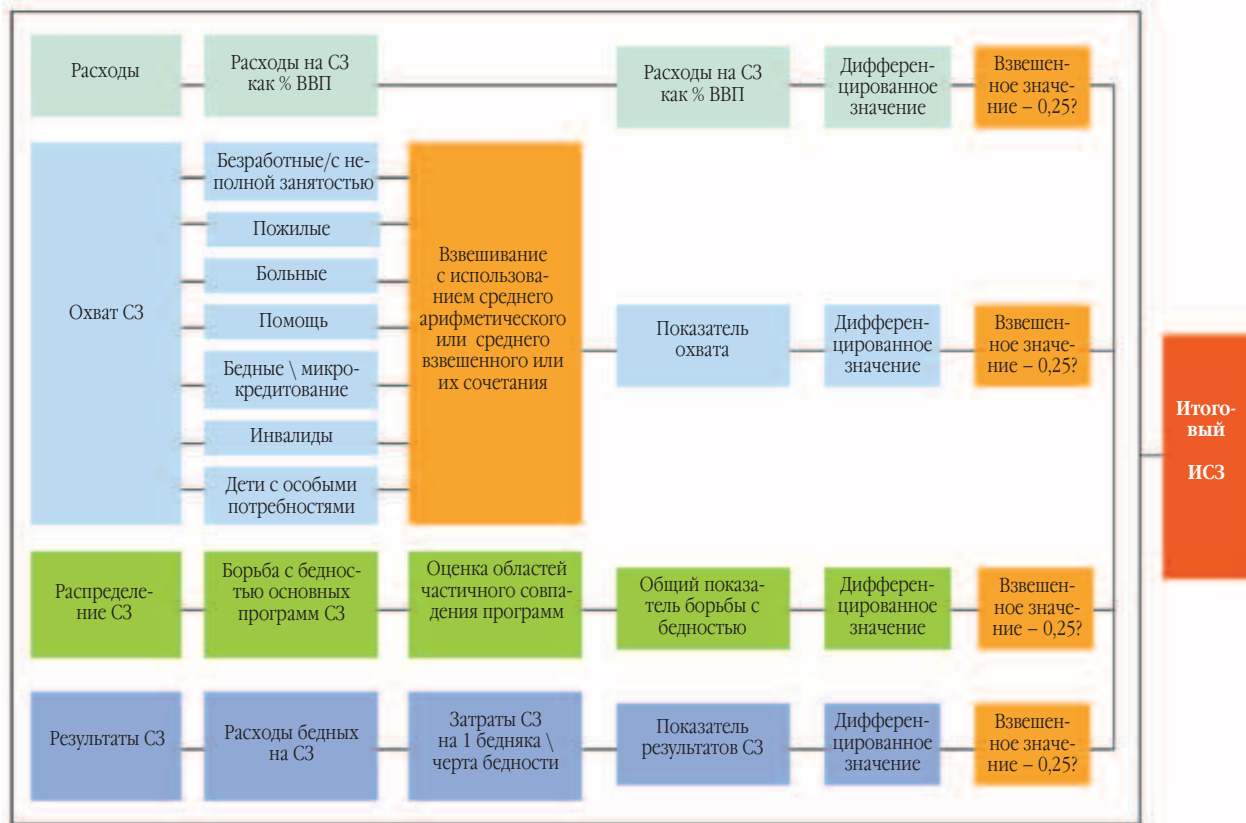 Расходы
Расходы на СЗ
как % ВВП
Расходы на СЗ
как % ВВП
Дифферен-
цированное
значение
Взвешен-
ное значе-
ние – 0,25?
Охват СЗ
Безработные/с не-
полной занятостью
Пожилые
Больные
Помощь
Бедные \ микро-
кредитование
Инвалиды
Дети с особыми
потребностями
Взвешивание
с использова-
нием среднего
арифметического
или среднего
взвешенного или
их сочетания
Показатель
охвата
Дифферен-
цированное
значение
Взвешен-
ное значе-
ние – 0,25?
Распределе-
ние СЗ
Борьба с беднос-
тью основных
программ СЗ
Оценка областей
частичного совпа-
дения программ
Общий показа-
тель борьбы с
бедностью
Дифферен-
цированное
значение
Взвешен-
ное значе-
ние – 0,25?
Результаты СЗ
Расходы бедных
на СЗ
Затраты СЗ
на 1 бедняка \
черта бедности
Показатель
результатов СЗ
Дифферен-
цированное
значение
Взвешен-
ное значе-
ние – 0,25?
Итого-
вый
ИСЗ